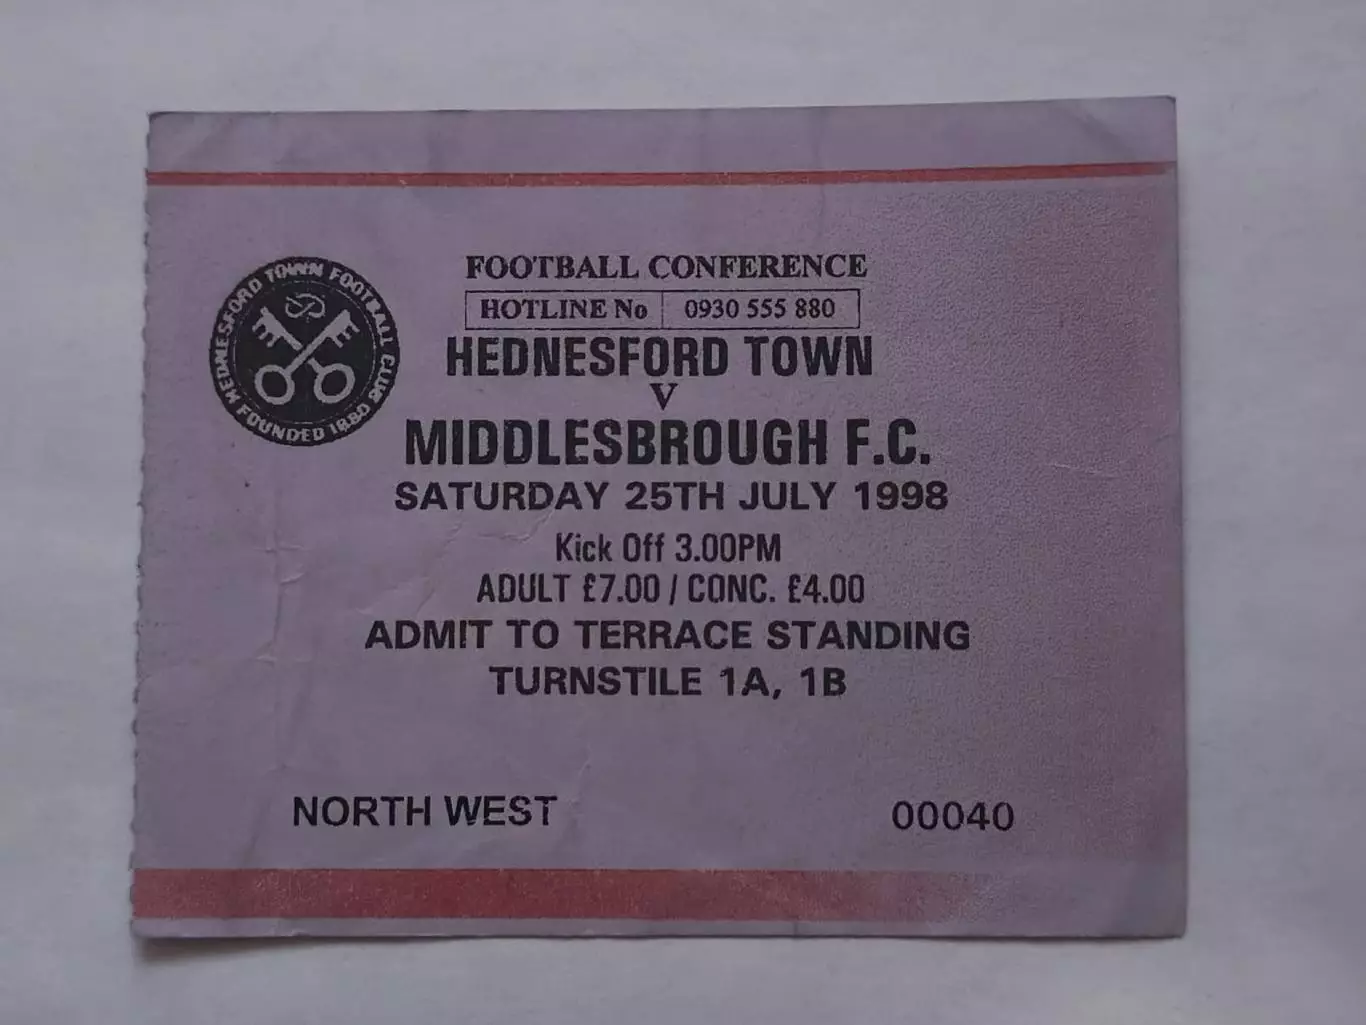 HEDNESFORD TOWN FOOTBALL CLUB
FOUNDED 1880
FOOTBALL CONFERENCE
HOTLINE No 0930 555 880
HEDNESFORD TOWN
V
MIDDLESBROUGH F.C.
SATURDAY 25TH JULY 1998
Kick Off 3.00PM
ADULT £7.00 / CONC. £4.00
ADMIT TO TERRACE STANDING
TURNSTILE 1A, 1B
NORTH WEST 00040